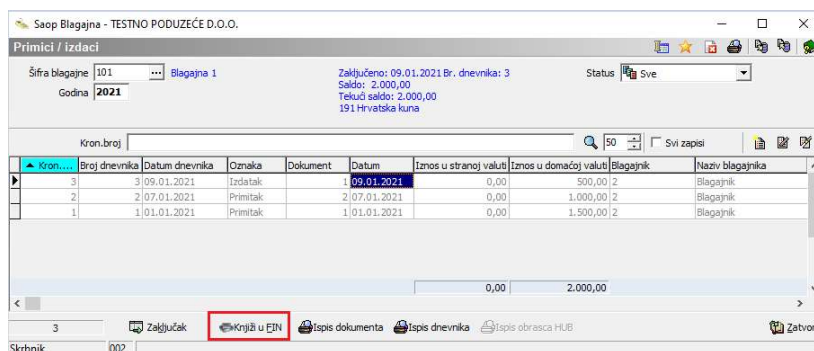 Saop Blagajna - TESTNO PODUZEĆE D.O.O.
Primici / izdaci
Šifra blagajne 101 ... Blagajna 1 Zaključeno: 09.01.2021 Br. dnevnika: 3 Status Sve
Godina 2021 Saldo: 2.000,00
Tekući saldo: 2.000,00
191 Hrvatska kuna
Kron.broj 50 Svi zapisi
Kron.... Broj dnevnika Datum dnevnika Oznaka Dokument Datum Iznos u stranoj valuti Iznos u domaćoj valuti Blagajnik Naziv blagajnika
3 3 09.01.2021 Izdatak 1 09.01.2021 0,00 500,00 2 Blagajnik
2 2 07.01.2021 Primitak 2 07.01.2021 0,00 1.000,00 2 Blagajnik
1 1 01.01.2021 Primitak 1 01.01.2021 0,00 1.500,00 2 Blagajnik
0,00 2.000,00
3 Zaključak Knjiži u FIN Ispis dokumenta Ispis dnevnika Ispis obrasca HUB Zatvor
Skrbnik 002